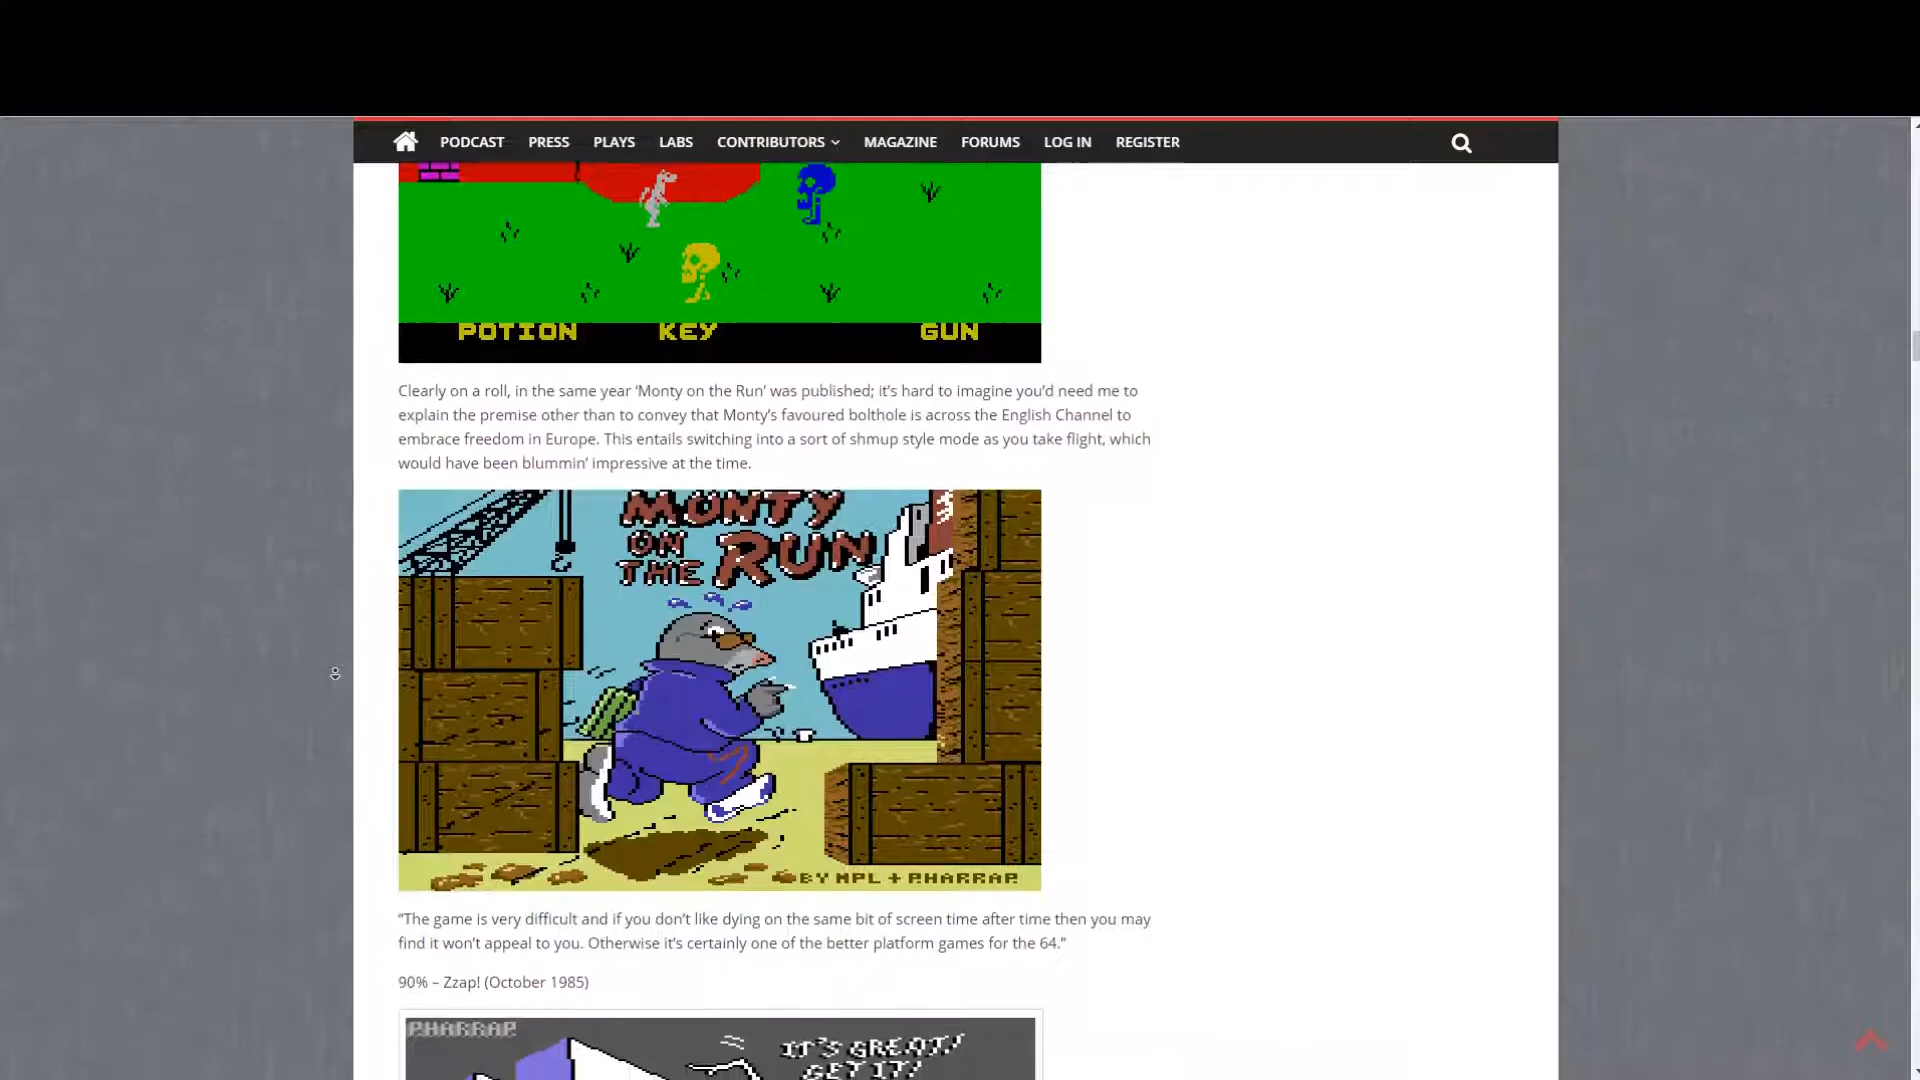 PODCAST PRESS PLAYS LABS CONTRIBUTORS MAGAZINE FORUMS LOG IN REGISTER
POTION KEY GUN
Clearly on a roll, in the same year ‘Monty on the Run’ was published; it’s hard to imagine you’d need me to
explain the premise other than to convey that Monty’s favoured bolthole is across the English Channel to
embrace freedom in Europe. This entails switching into a sort of shmup style mode as you take flight, which
would have been blummin’ impressive at the time.
MONTY
ON
THE RUN
BY MPL + PHARRAP
“The game is very difficult and if you don’t like dying on the same bit of screen time after time then you may
find it won’t appeal to you. Otherwise it’s certainly one of the better platform games for the 64.”
90% – Zzap! (October 1985)
PHARRAP
IT'S GREAT!
GET IT!